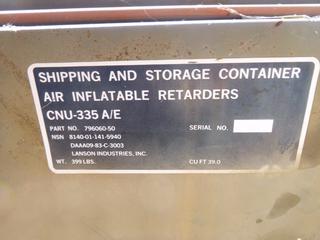 SHIPPING AND STORAGE CONTAINER
AIR INFLATABLE RETARDERS
CNU-335 A/E
PART NO. 796060-50 SERIAL NO.
NSN 8140-01-141-5940
DAAA09-83-C-3003
LANSON INDUSTRIES, INC.
WT. 399 LBS. CU FT 39.0